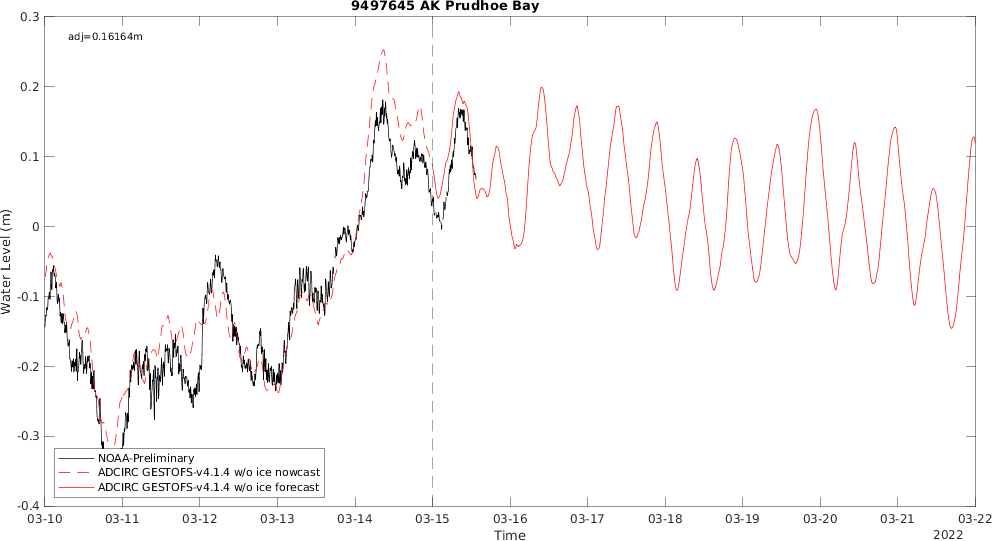 9497645 AK Prudhoe Bay
adj=0.16164m
0.3
0.2
0.1
0
-0.1
-0.2
-0.3
-0.4
Water Level (m)
NOAA-Preliminary
ADCIRC GESTOFS-v4.1.4 w/o ice nowcast
ADCIRC GESTOFS-v4.1.4 w/o ice forecast
03-10 03-11 03-12 03-13 03-14 03-15 03-16 03-17 03-18 03-19 03-20 03-21 03-22
Time
2022